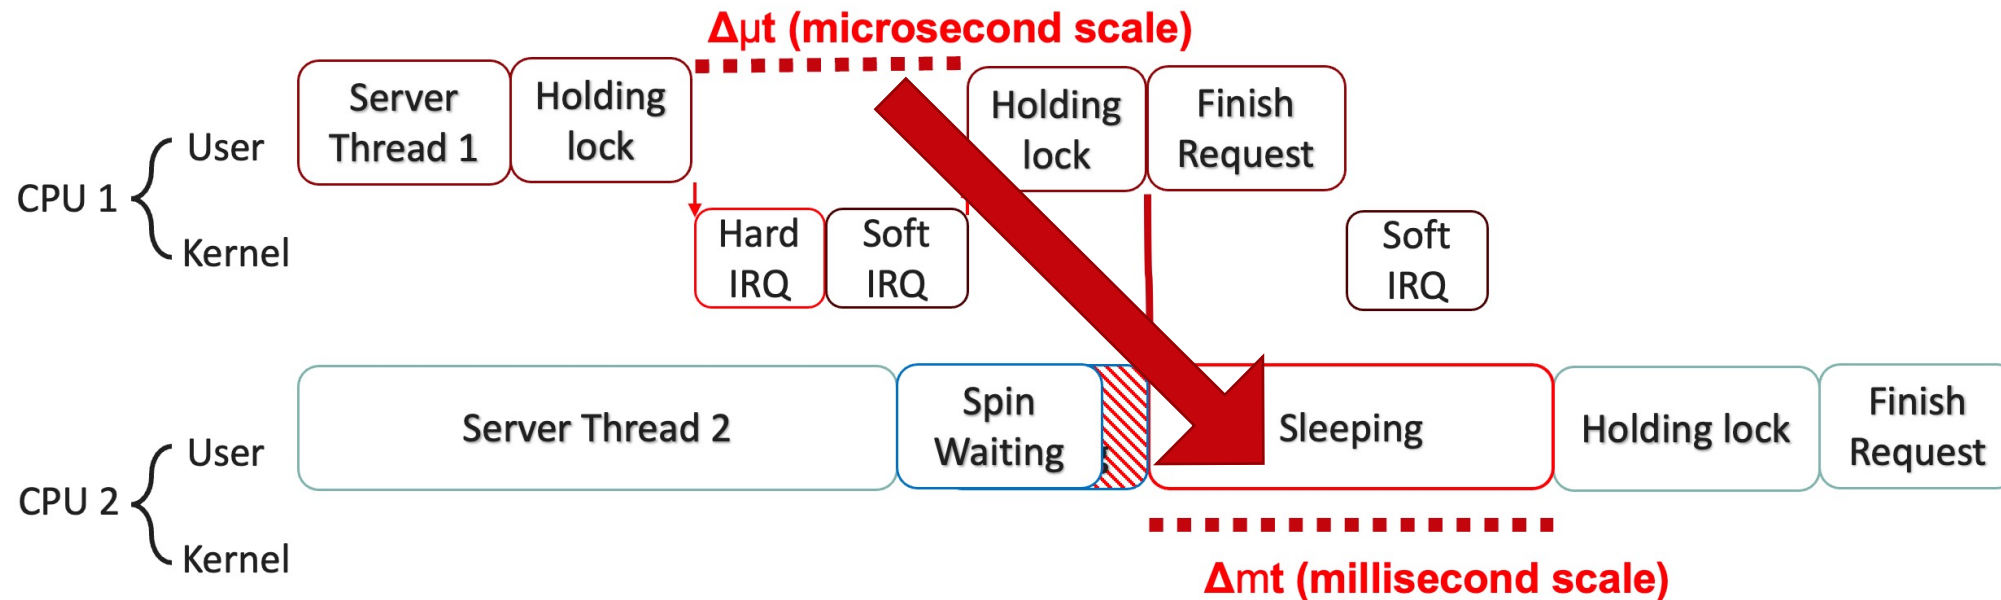 Δµt (microsecond scale)
Server
Thread 1
Holding
lock
Holding
lock
Finish
Request
User
CPU 1
Kernel
Hard
IRQ
Soft
IRQ
Soft
IRQ
Server Thread 2
Spin
Waiting
Sleeping
Holding lock
Finish
Request
User
CPU 2
Kernel
Δmt (millisecond scale)